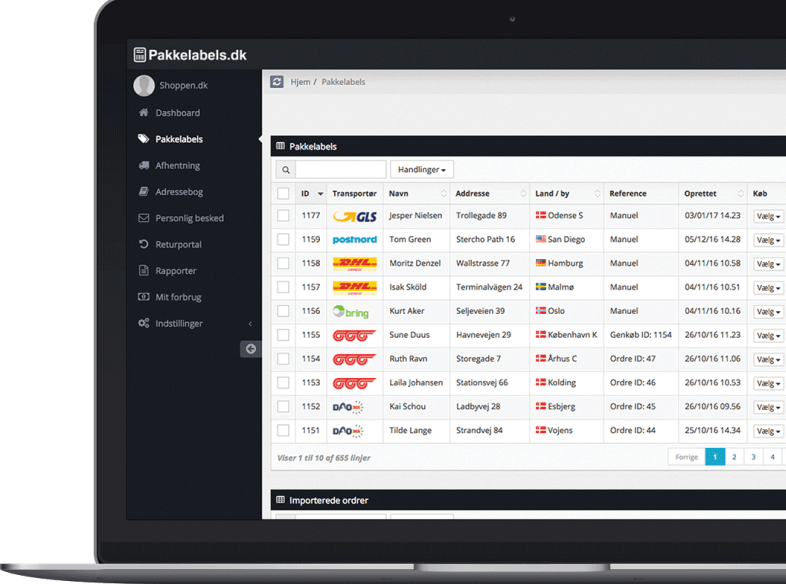 Pakkelabels.dk
Shoppen.dk
Dashboard
Pakkelabels
Afhentning
Adressebog
Personlig besked
Returportal
Rapporter
Mit forbrug
Indstillinger
Hjem / Pakkelabels
Pakkelabels
Handlinger
ID Transportør Navn Adresse Land / by Reference Oprettet Køb
1177 GLS Jesper Nielsen Trollegade 89 Odense S Manuel 03/01/17 14.23 Vælg
1159 postnord Tom Green Stercho Path 16 San Diego Manuel 05/12/16 14.28 Vælg
1158 DHL Moritz Denzel Wallstrasse 77 Hamburg Manuel 04/11/16 10.58 Vælg
1157 DHL Isak Sköld Terminalvägen 24 Malmø Manuel 04/11/16 10.51 Vælg
1156 bring Kurt Aker Seljeveien 39 Oslo Manuel 04/11/16 10.16 Vælg
1155 GGG Sune Duus Havnevejen 29 København K Genkøb ID: 1154 26/10/16 11.23 Vælg
1154 GGG Ruth Ravn Storegade 7 Århus C Ordre ID: 47 26/10/16 11.06 Vælg
1153 GGG Laila Johansen Stationsvej 66 Kolding Ordre ID: 46 26/10/16 10.53 Vælg
1152 DAO Kai Schou Ladbyvej 28 Esbjerg Ordre ID: 45 26/10/16 09.56 Vælg
1151 DAO Tilde Lange Strandvej 84 Vojens Ordre ID: 44 25/10/16 14.34 Vælg
Viser 1 til 10 af 655 linjer
Forrige 1 2 3 4
Importerede ordrer